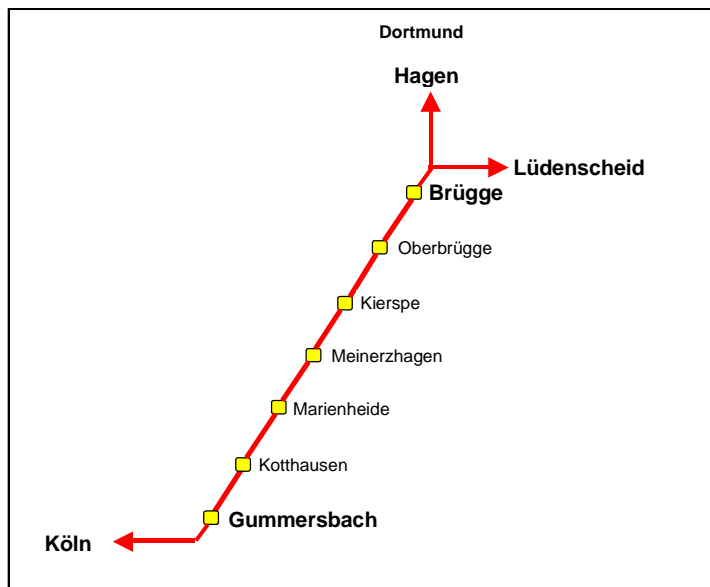 Dortmund
Hagen
Lüdenscheid
Brügge
Oberbrügge
Kierspe
Meinerzhagen
Marienheide
Kotthausen
Gummersbach
Köln